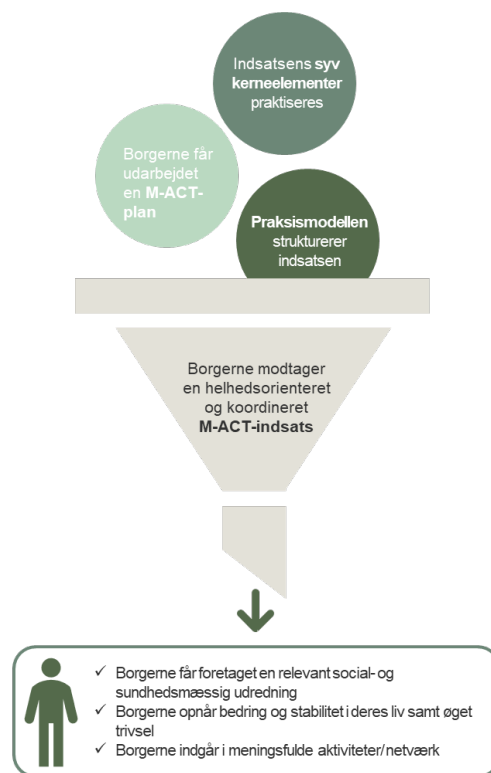 Indsatsens syv
kerneelementer
praktiseres
Borgerne får
udarbejdet
en M-ACT-
plan
Praksismodellen
strukturerer
indsatsen
Borgerne modtager
en helhedsorienteret
og koordineret
M-ACT-indsats
✓ Borgerne får foretaget en relevant social- og
sundhedsmæssig udredning
✓ Borgerne opnår bedring og stabilitet i deres liv samt øget
trivsel
✓ Borgerne indgår i meningsfulde aktiviteter/netværk